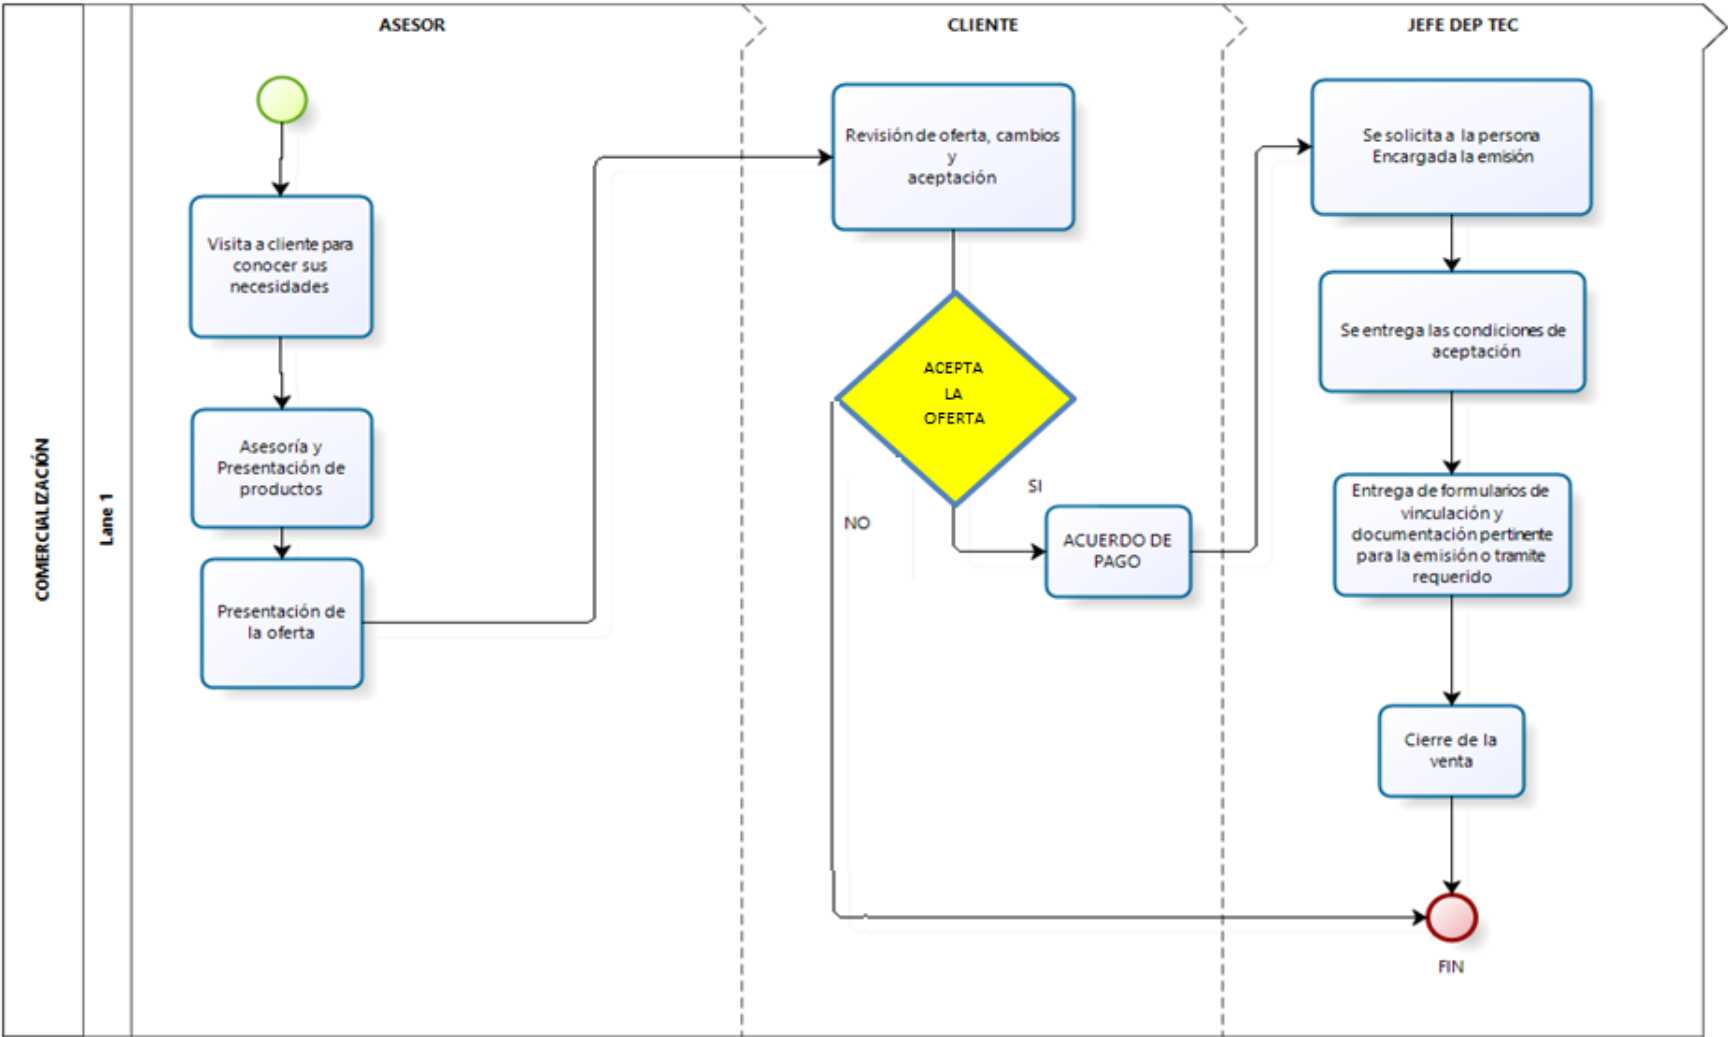 COMERCIALIZACIÓN
Lane 1
ASESOR
Visita a cliente para
conocer sus
necesidades
Asesoría y
Presentación de
productos
Presentación de
la oferta
CLIENTE
Revisión de oferta, cambios
y
aceptación
ACEPTA
LA
OFERTA
SI
NO
ACUERDO DE
PAGO
JEFE DEP TEC
Se solicita a la persona
Encargada la emisión
Se entrega las condiciones de
aceptación
Entrega de formularios de
vinculación y
documentación pertinente
para la emisión o tramite
requerido
Cierre de la
venta
FIN